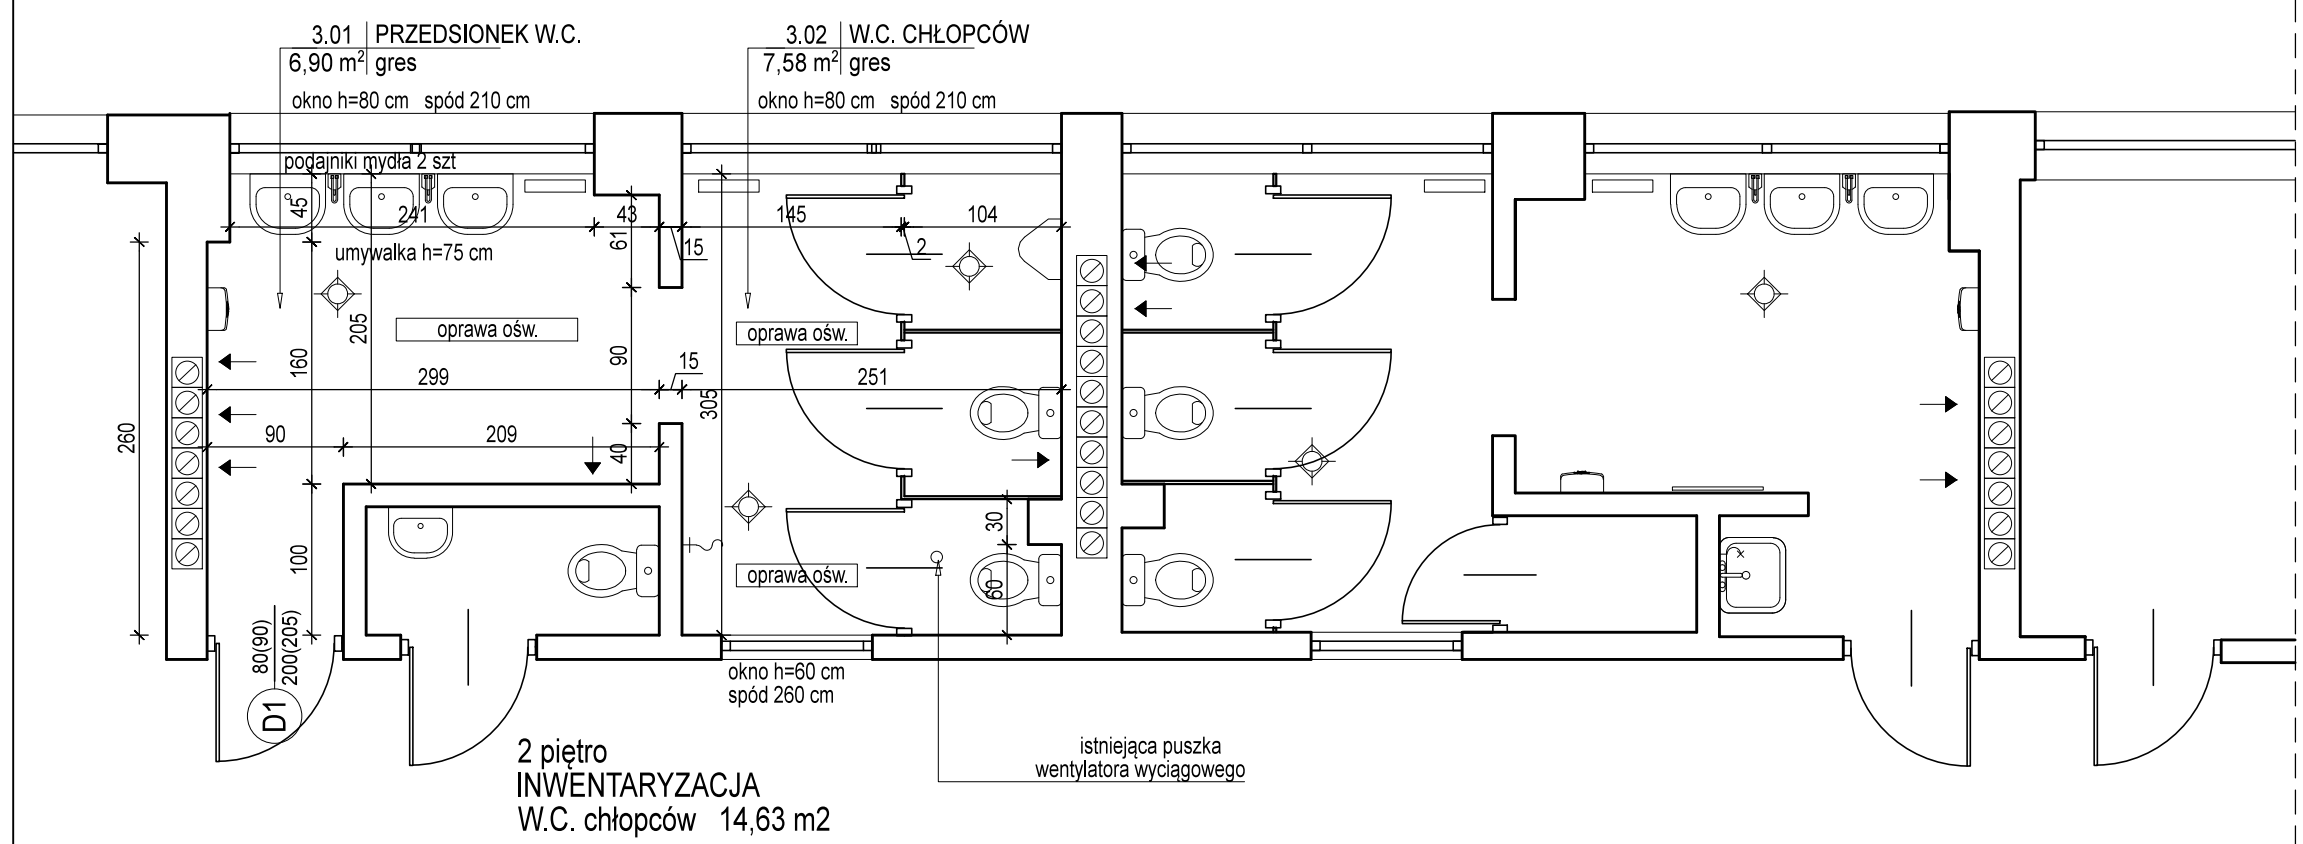 3.01 PRZEDSIONEK W.C.
6,90 m² gres
okno h=80 cm spód 210 cm
3.02 W.C. CHŁOPCÓW
7,58 m² gres
okno h=80 cm spód 210 cm
podajniki mydła 2 szt
45
241
43
61
15
145
2
104
umywalka h=75 cm
205
oprawa ośw.
oprawa ośw.
160
90
15
299
305
251
260
90
209
40
100
30
60
oprawa ośw.
80(90)
200(205)
D1
okno h=60 cm
spód 260 cm
2 piętro
INWENTARYZACJA
W.C. chłopców 14,63 m2
istniejąca puszka
wentylatora wyciągowego